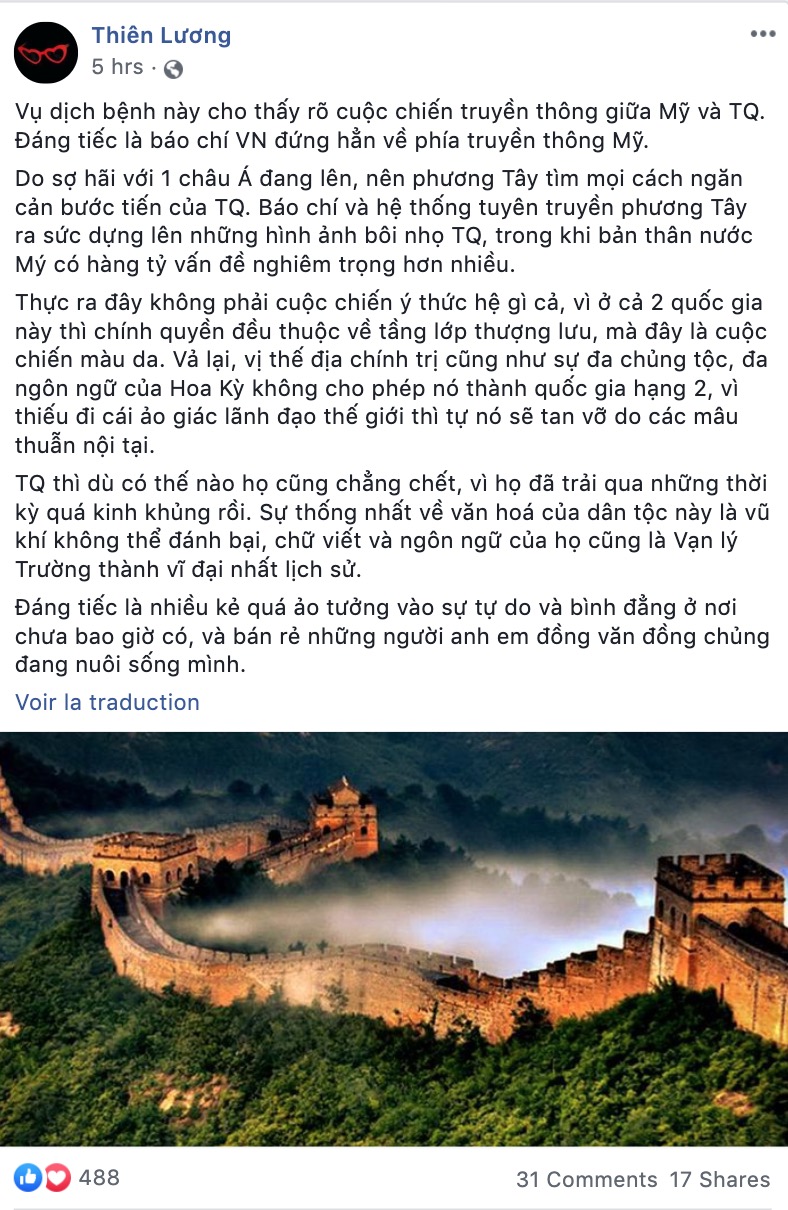 Thiên Lương
5 hrs ·
Vụ dịch bệnh này cho thấy rõ cuộc chiến truyền thông giữa Mỹ và TQ.
Đáng tiếc là báo chí VN đứng hẳn về phía truyền thông Mỹ.
Do sợ hãi với 1 châu Á đang lên, nên phương Tây tìm mọi cách ngăn
cản bước tiến của TQ. Báo chí và hệ thống tuyên truyền phương Tây
ra sức dựng lên những hình ảnh bôi nhọ TQ, trong khi bản thân nước
Mý có hàng tỷ vấn đề nghiêm trọng hơn nhiều.
Thực ra đây không phải cuộc chiến ý thức hệ gì cả, vì ở cả 2 quốc gia
này thì chính quyền đều thuộc về tầng lớp thượng lưu, mà đây là cuộc
chiến màu da. Vả lại, vị thế địa chính trị cũng như sự đa chủng tộc, đa
ngôn ngữ của Hoa Kỳ không cho phép nó thành quốc gia hạng 2, vì
thiếu đi cái ảo giác lãnh đạo thế giới thì tự nó sẽ tan vỡ do các mâu
thuẫn nội tại.
TQ thì dù có thế nào họ cũng chẳng chết, vì họ đã trải qua những thời
kỳ quá kinh khủng rồi. Sự thống nhất về văn hoá của dân tộc này là vũ
khí không thể đánh bại, chữ viết và ngôn ngữ của họ cũng là Vạn lý
Trường thành vĩ đại nhất lịch sử.
Đáng tiếc là nhiều kẻ quá ảo tưởng vào sự tự do và bình đẳng ở nơi
chưa bao giờ có, và bán rẻ những người anh em đồng văn đồng chủng
đang nuôi sống mình.
Voir la traduction
488
31 Comments 17 Shares